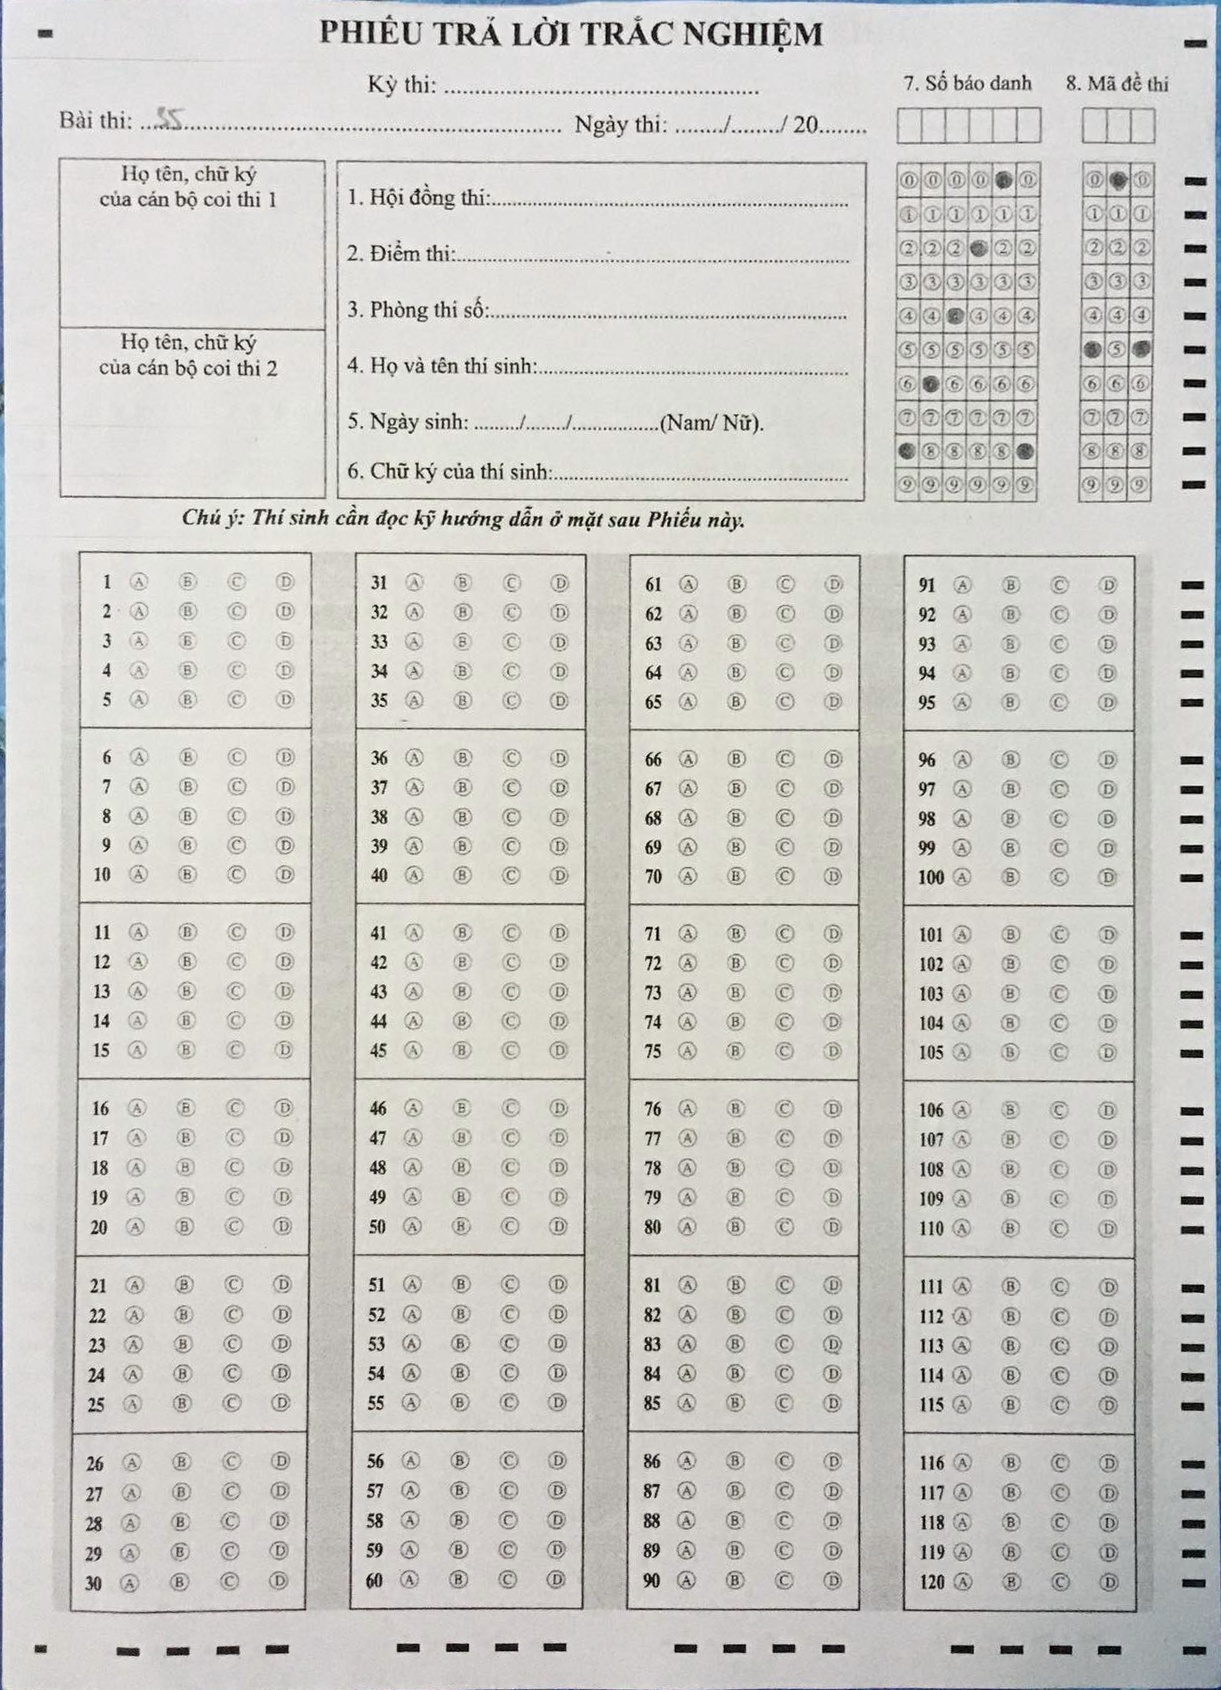 PHIẾU TRẢ LỜI TRẮC NGHIỆM
Kỳ thi: ................................................
Bài thi: ..55............................................................ Ngày thi: ......../......../ 20........
7. Số báo danh
8. Mã đề thi
Họ tên, chữ ký
của cán bộ coi thi 1
Họ tên, chữ ký
của cán bộ coi thi 2
1. Hội đồng thi:......................................................
2. Điểm thi:............................................................
3. Phòng thi số:......................................................
4. Họ và tên thí sinh:..............................................
5. Ngày sinh: ......../......../................(Nam/ Nữ).
6. Chữ ký của thí sinh:............................................
0 0 0 0 0
1 1 1 1 1 1
2 2 2 2 2
3 3 3 3 3 3
4 4 4 4 4
5 5 5 5 5 5
6 6 6 6 6
7 7 7 7 7 7
8 8 8 8
9 9 9 9 9 9
0 0
1 1 1
2 2 2
3 3 3
4 4 4
5
6 6 6
7 7 7
8 8 8
9 9 9
Chú ý: Thí sinh cần đọc kỹ hướng dẫn ở mặt sau Phiếu này.
1 A B C D
2 A B C D
3 A B C D
4 A B C D
5 A B C D
6 A B C D
7 A B C D
8 A B C D
9 A B C D
10 A B C D
11 A B C D
12 A B C D
13 A B C D
14 A B C D
15 A B C D
16 A B C D
17 A B C D
18 A B C D
19 A B C D
20 A B C D
21 A B C D
22 A B C D
23 A B C D
24 A B C D
25 A B C D
26 A B C D
27 A B C D
28 A B C D
29 A B C D
30 A B C D
31 A B C D
32 A B C D
33 A B C D
34 A B C D
35 A B C D
36 A B C D
37 A B C D
38 A B C D
39 A B C D
40 A B C D
41 A B C D
42 A B C D
43 A B C D
44 A B C D
45 A B C D
46 A B C D
47 A B C D
48 A B C D
49 A B C D
50 A B C D
51 A B C D
52 A B C D
53 A B C D
54 A B C D
55 A B C D
56 A B C D
57 A B C D
58 A B C D
59 A B C D
60 A B C D
61 A B C D
62 A B C D
63 A B C D
64 A B C D
65 A B C D
66 A B C D
67 A B C D
68 A B C D
69 A B C D
70 A B C D
71 A B C D
72 A B C D
73 A B C D
74 A B C D
75 A B C D
76 A B C D
77 A B C D
78 A B C D
79 A B C D
80 A B C D
81 A B C D
82 A B C D
83 A B C D
84 A B C D
85 A B C D
86 A B C D
87 A B C D
88 A B C D
89 A B C D
90 A B C D
91 A B C D
92 A B C D
93 A B C D
94 A B C D
95 A B C D
96 A B C D
97 A B C D
98 A B C D
99 A B C D
100 A B C D
101 A B C D
102 A B C D
103 A B C D
104 A B C D
105 A B C D
106 A B C D
107 A B C D
108 A B C D
109 A B C D
110 A B C D
111 A B C D
112 A B C D
113 A B C D
114 A B C D
115 A B C D
116 A B C D
117 A B C D
118 A B C D
119 A B C D
120 A B C D